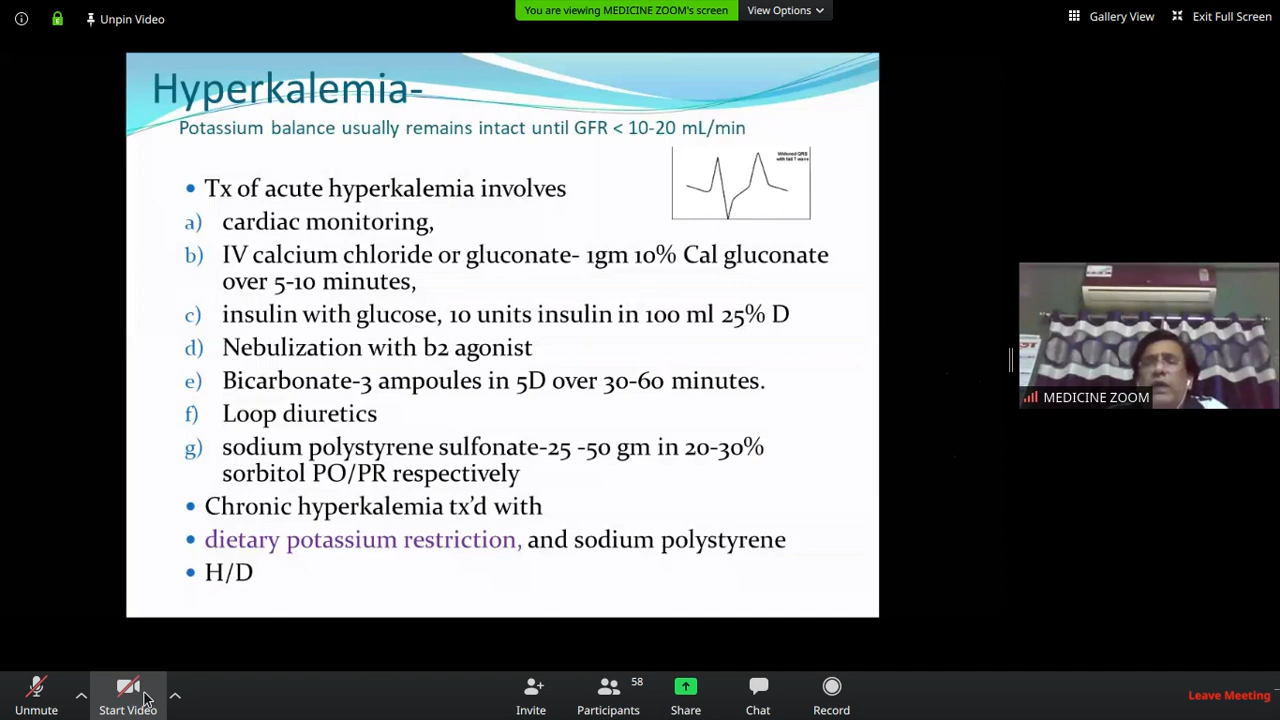 Unpin Video
You are viewing MEDICINE ZOOM's screen
View Options
Gallery View
Exit Full Screen
Hyperkalemia-
Potassium balance usually remains intact until GFR < 10-20 mL/min
Widened QRS
with tall T wave
• Tx of acute hyperkalemia involves
a) cardiac monitoring,
b) IV calcium chloride or gluconate- 1gm 10% Cal gluconate
over 5-10 minutes,
c) insulin with glucose, 10 units insulin in 100 ml 25% D
d) Nebulization with b2 agonist
e) Bicarbonate-3 ampoules in 5D over 30-60 minutes.
f) Loop diuretics
g) sodium polystyrene sulfonate-25 -50 gm in 20-30%
sorbitol PO/PR respectively
• Chronic hyperkalemia tx'd with
• dietary potassium restriction, and sodium polystyrene
• H/D
MEDICINE ZOOM
Unmute
Start Video
Invite
Participants
58
Share
Chat
Record
Leave Meeting